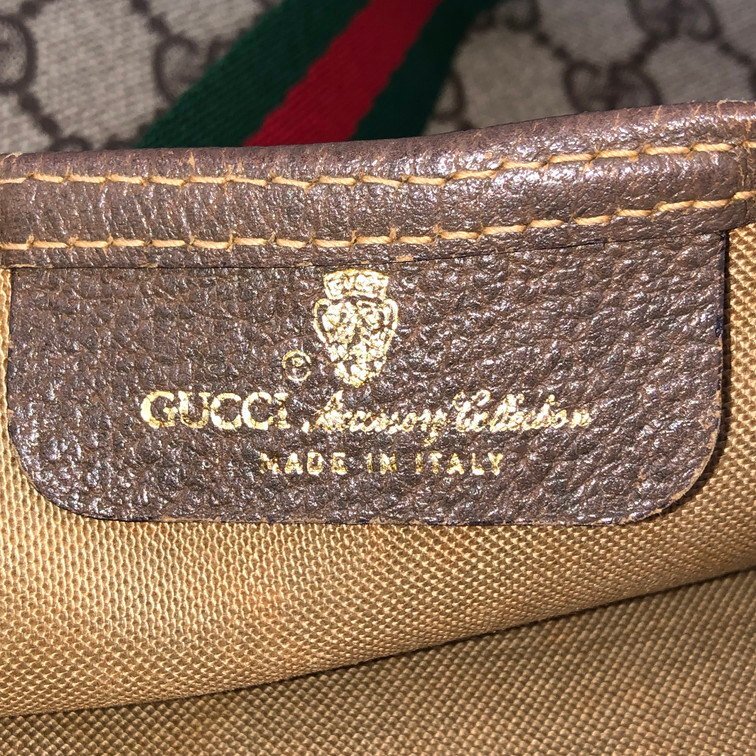 ®
GUCCI Accessory Collection
MADE IN ITALY